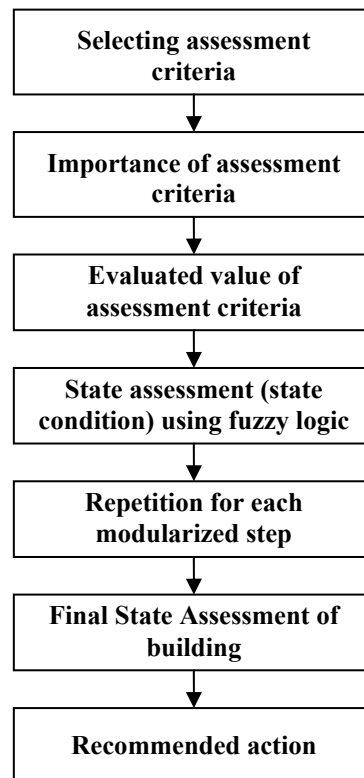 Selecting assessment
criteria
Importance of assessment
criteria
Evaluated value of
assessment criteria
State assessment (state
condition) using fuzzy logic
Repetition for each
modularized step
Final State Assessment of
building
Recommended action